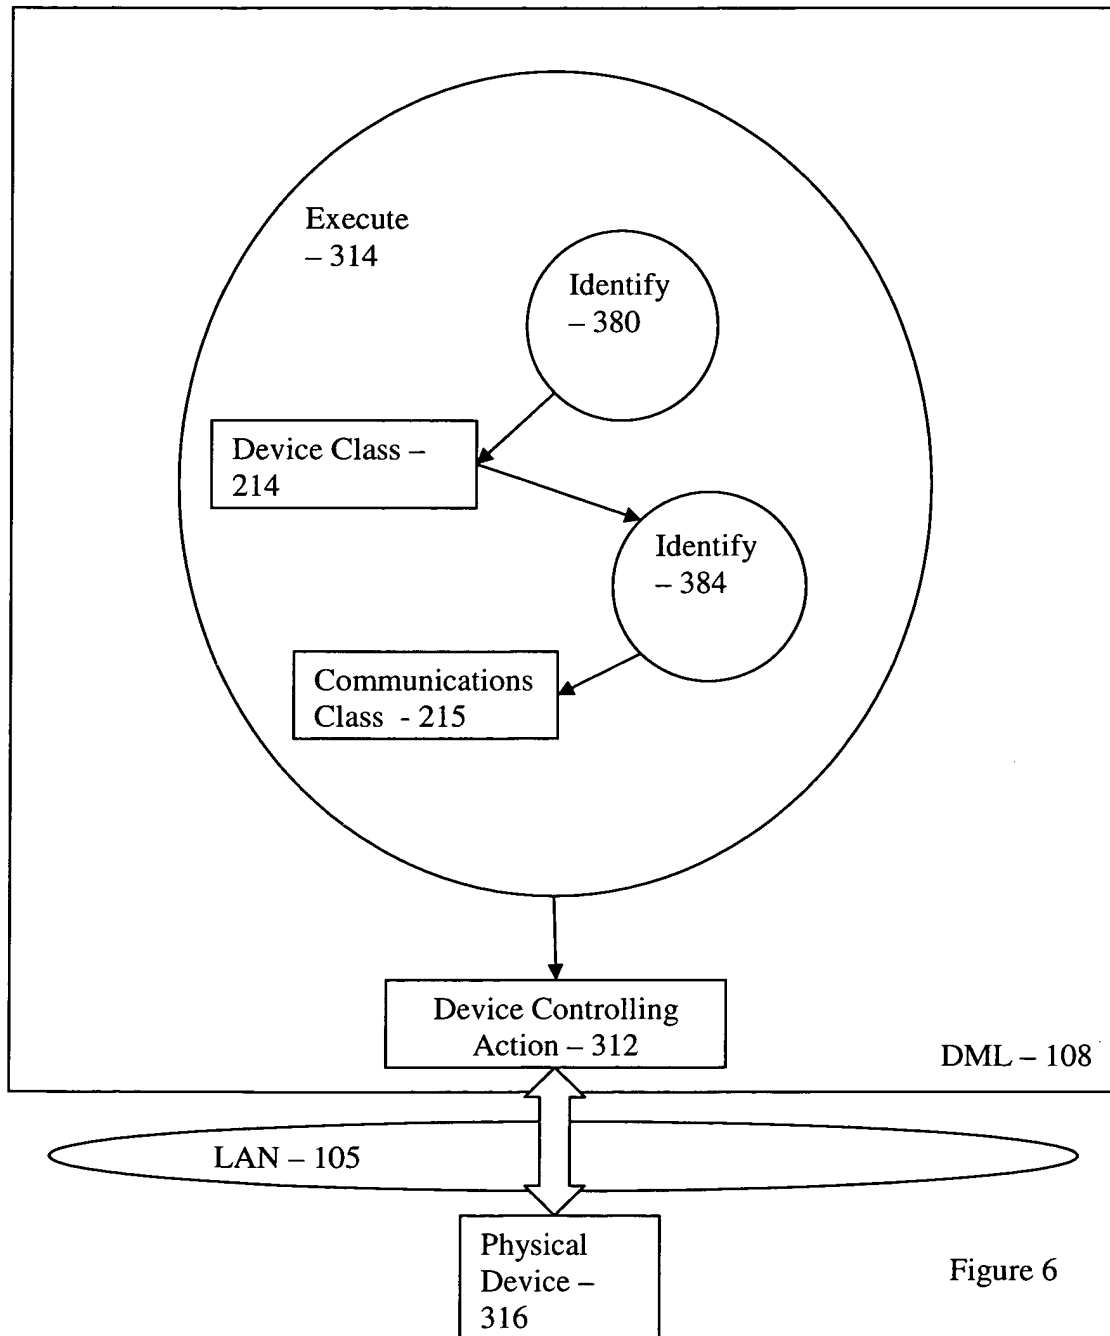 Execute
– 314
Identify
– 380
Device Class –
214
Identify
– 384
Communications
Class - 215
Device Controlling
Action – 312
DML – 108
LAN – 105
Physical
Device –
316
Figure 6